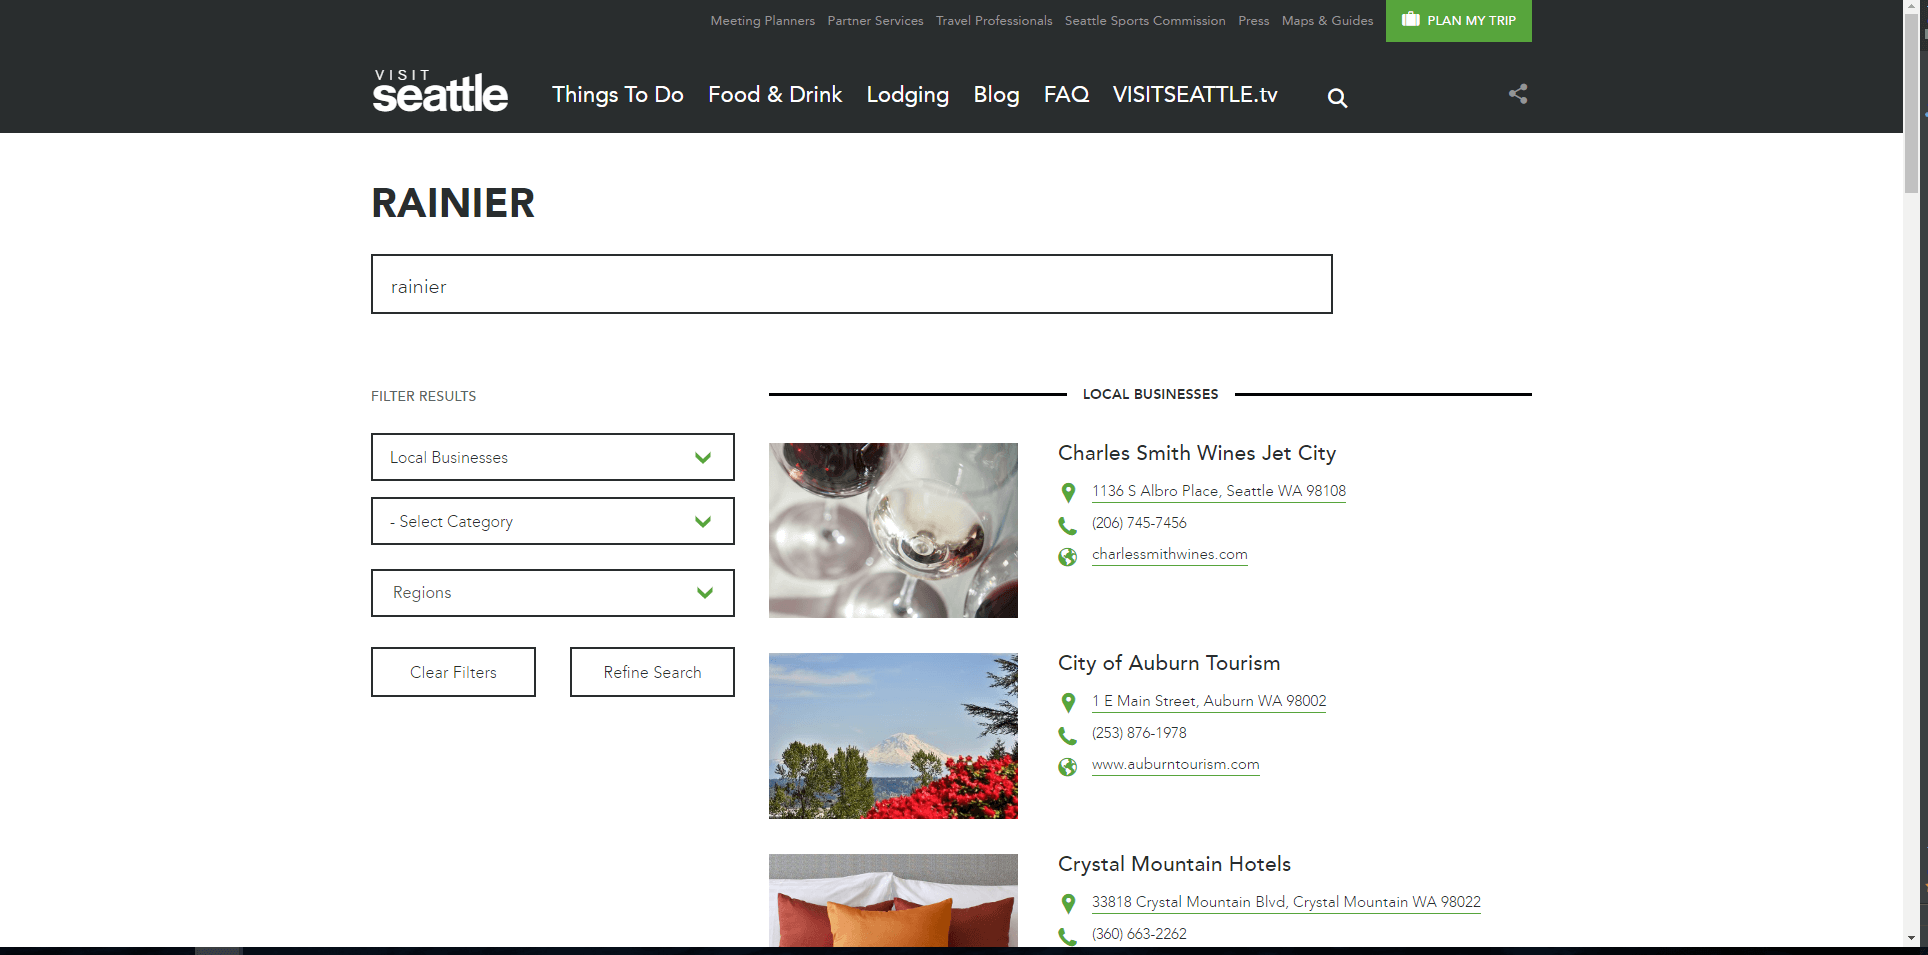 Meeting Planners Partner Services Travel Professionals Seattle Sports Commission Press Maps & Guides PLAN MY TRIP
VISIT
seattle
Things To Do Food & Drink Lodging Blog FAQ VISITSEATTLE.tv
RAINIER
rainier
FILTER RESULTS
Local Businesses
- Select Category
Regions
Clear Filters Refine Search
LOCAL BUSINESSES
Charles Smith Wines Jet City
1136 S Albro Place, Seattle WA 98108
(206) 745-7456
charlessmithwines.com
City of Auburn Tourism
1 E Main Street, Auburn WA 98002
(253) 876-1978
www.auburntourism.com
Crystal Mountain Hotels
33818 Crystal Mountain Blvd, Crystal Mountain WA 98022
(360) 663-2262